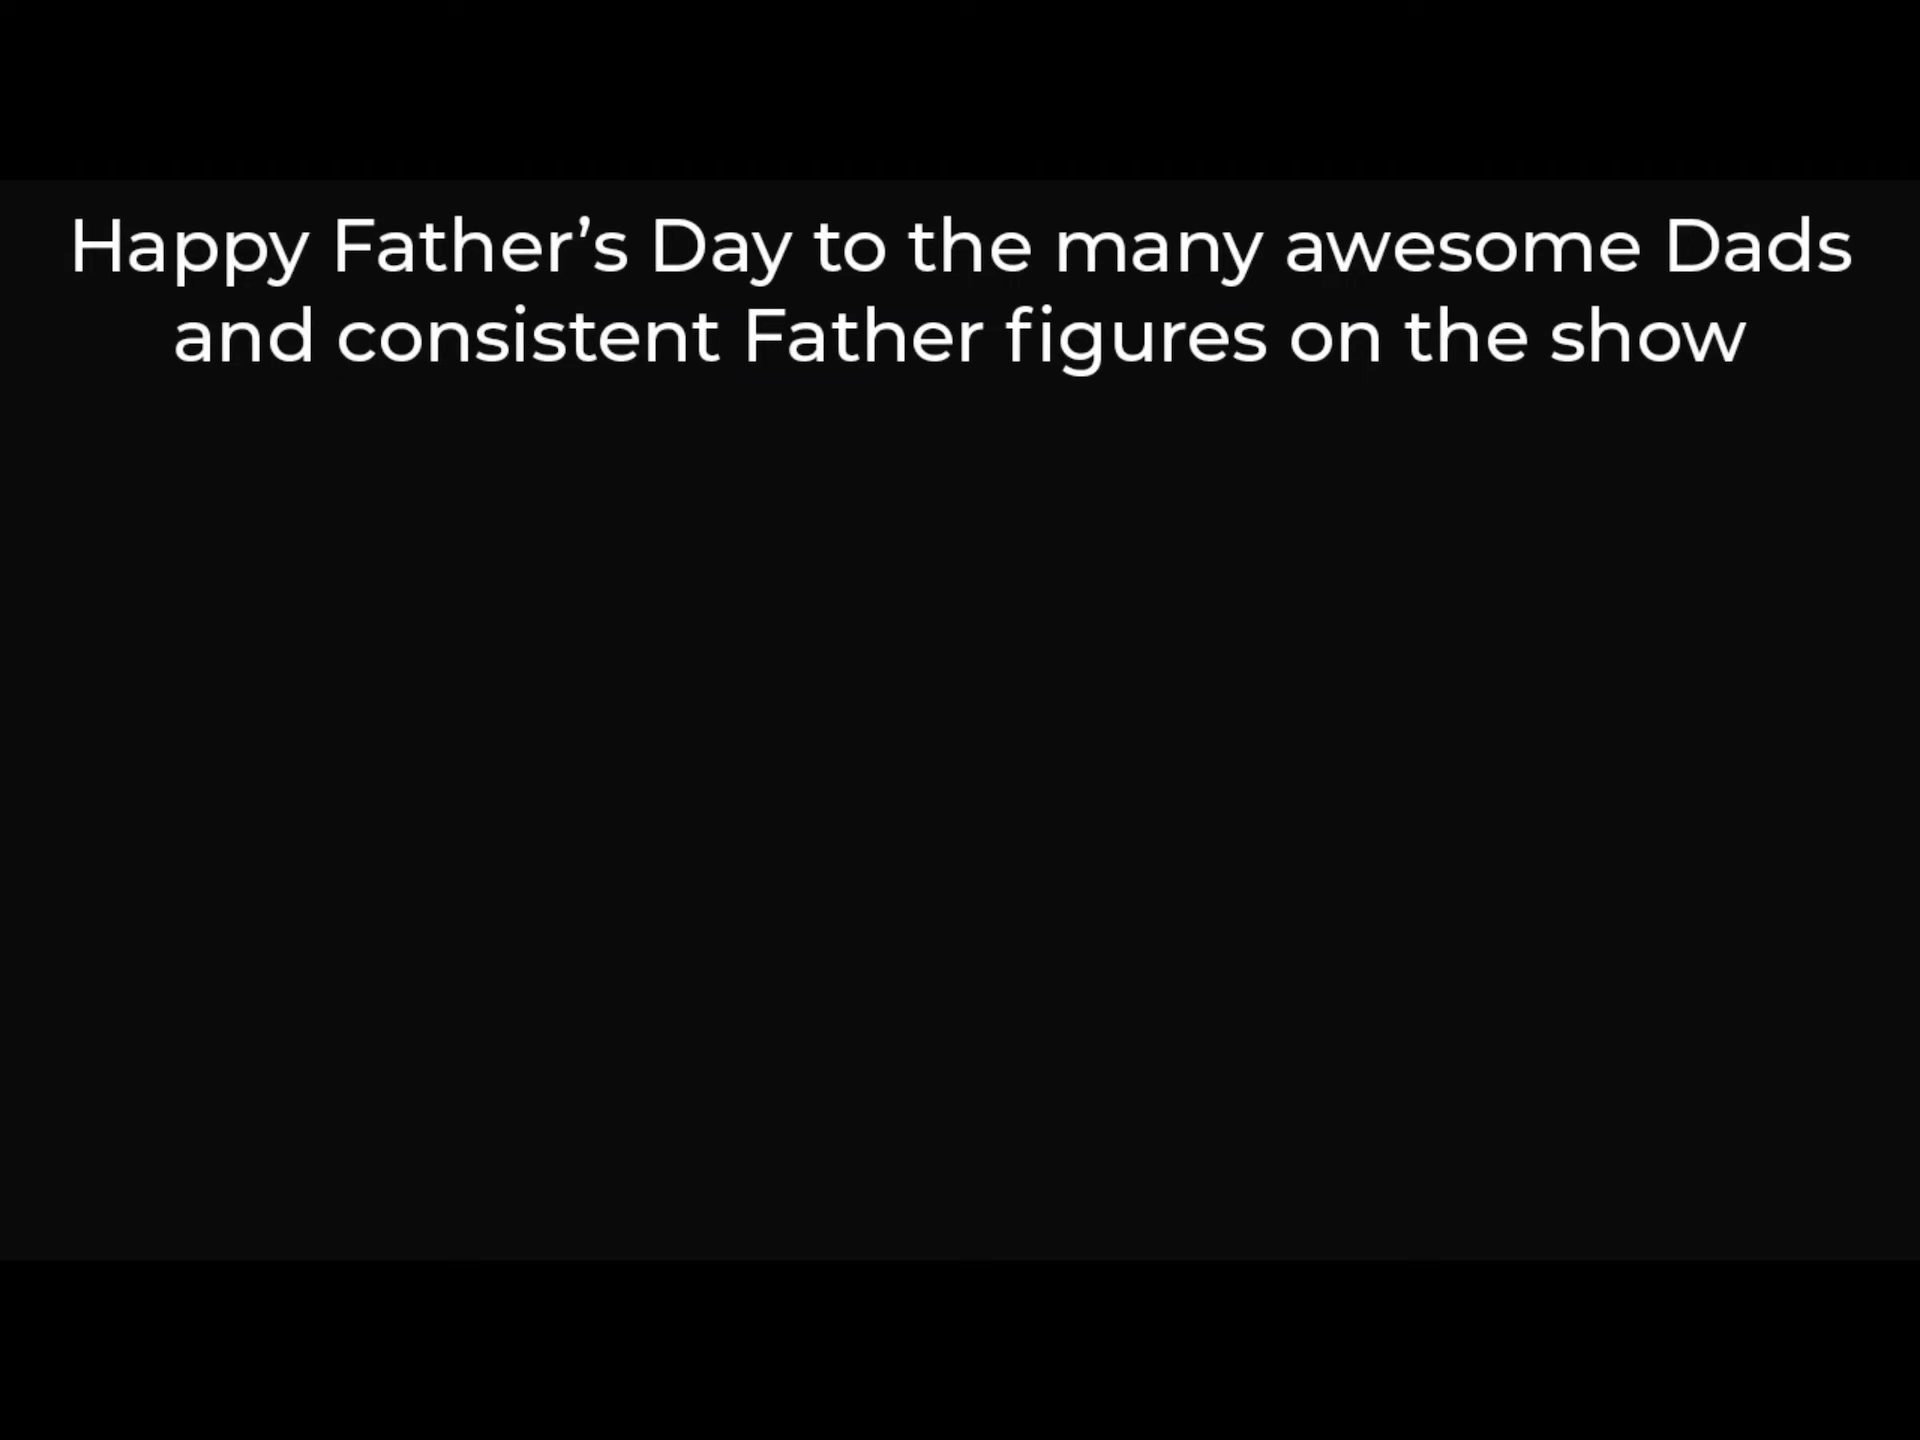 Happy Father’s Day to the many awesome Dads
and consistent Father figures on the show